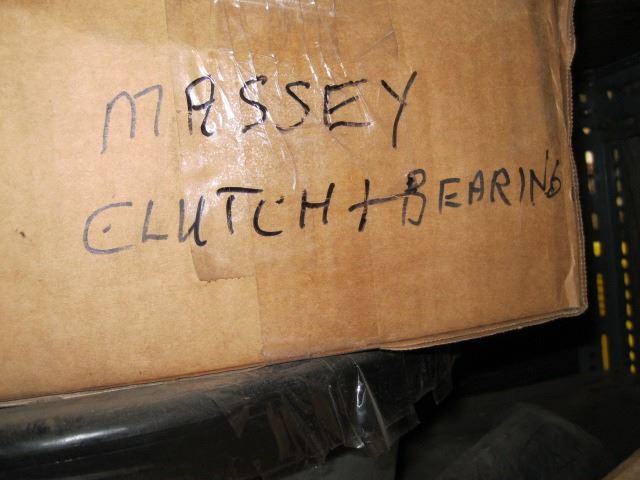 MASSEY
CLUTCH + BEARING